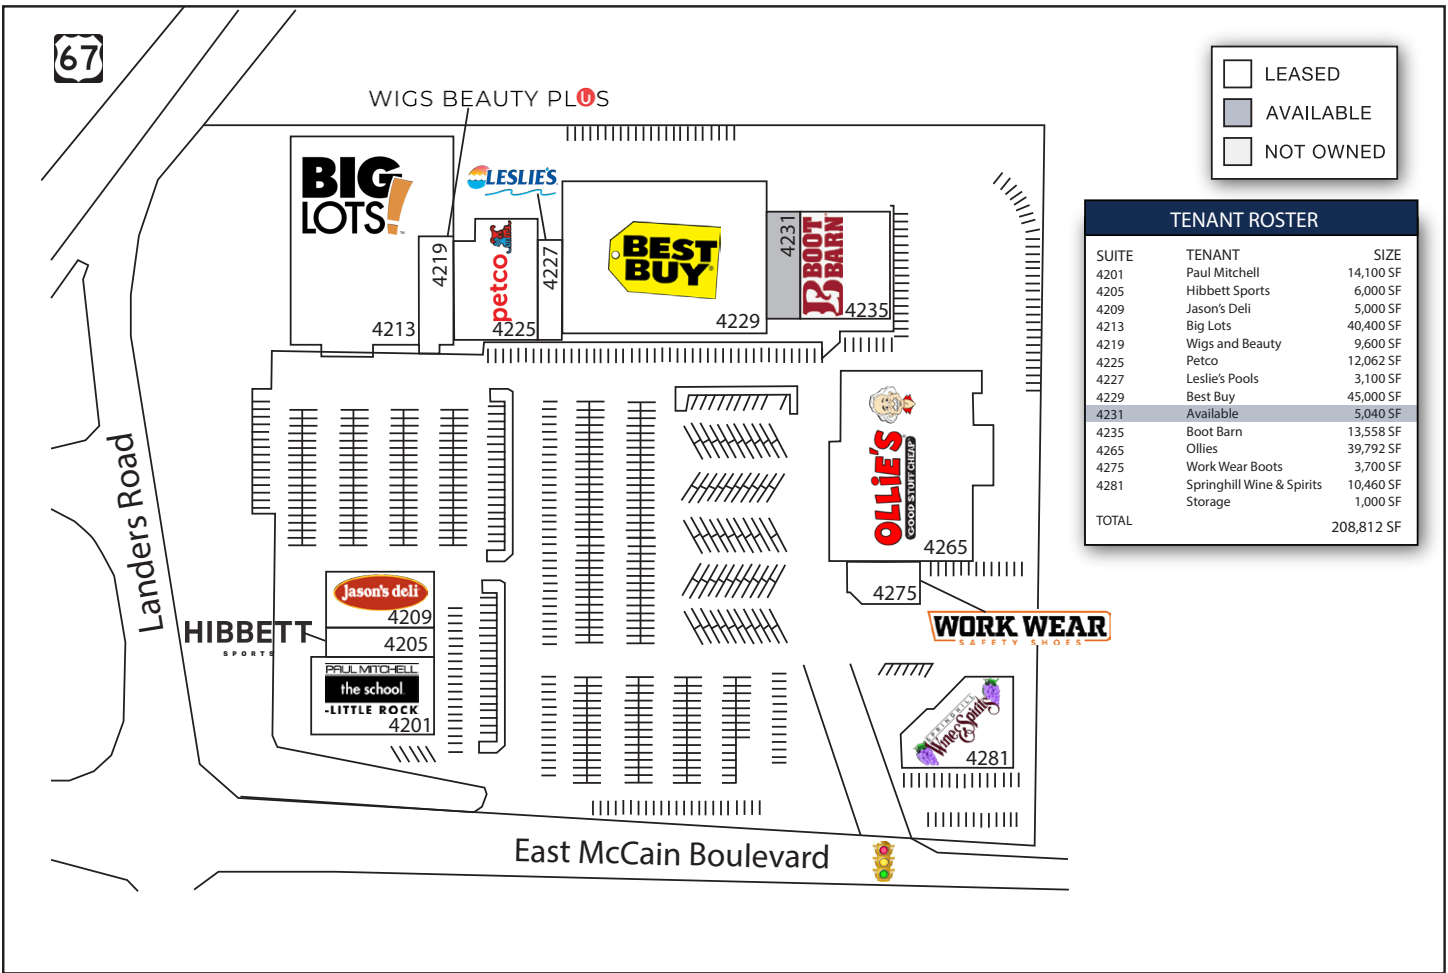 67
WIGS BEAUTY PLUS
BIG
LOTS!
4213
4219
petco
4225
LESLIE'S
4227
BEST
BUY
4229
4231
BOOT
BARN
4235
LEASED
AVAILABLE
NOT OWNED
TENANT ROSTER
SUITE TENANT SIZE
4201 Paul Mitchell 14,100 SF
4205 Hibbett Sports 6,000 SF
4209 Jason's Deli 5,000 SF
4213 Big Lots 40,400 SF
4219 Wigs and Beauty 9,600 SF
4225 Petco 12,062 SF
4227 Leslie's Pools 3,100 SF
4229 Best Buy 45,000 SF
4231 Available 5,040 SF
4235 Boot Barn 13,558 SF
4265 Ollies 39,792 SF
4275 Work Wear Boots 3,700 SF
4281 Springhill Wine & Spirits 10,460 SF
Storage 1,000 SF
TOTAL 208,812 SF
OLLiE'S
GOOD STUFF CHEAP
4265
4275
WORK WEAR
SAFETY SHOES
SPRINGHILL
Wine & Spirits
4281
Landers Road
Jason's deli
4209
HIBBETT
SPORTS
4205
PAUL MITCHELL
the school
-LITTLE ROCK
4201
East McCain Boulevard